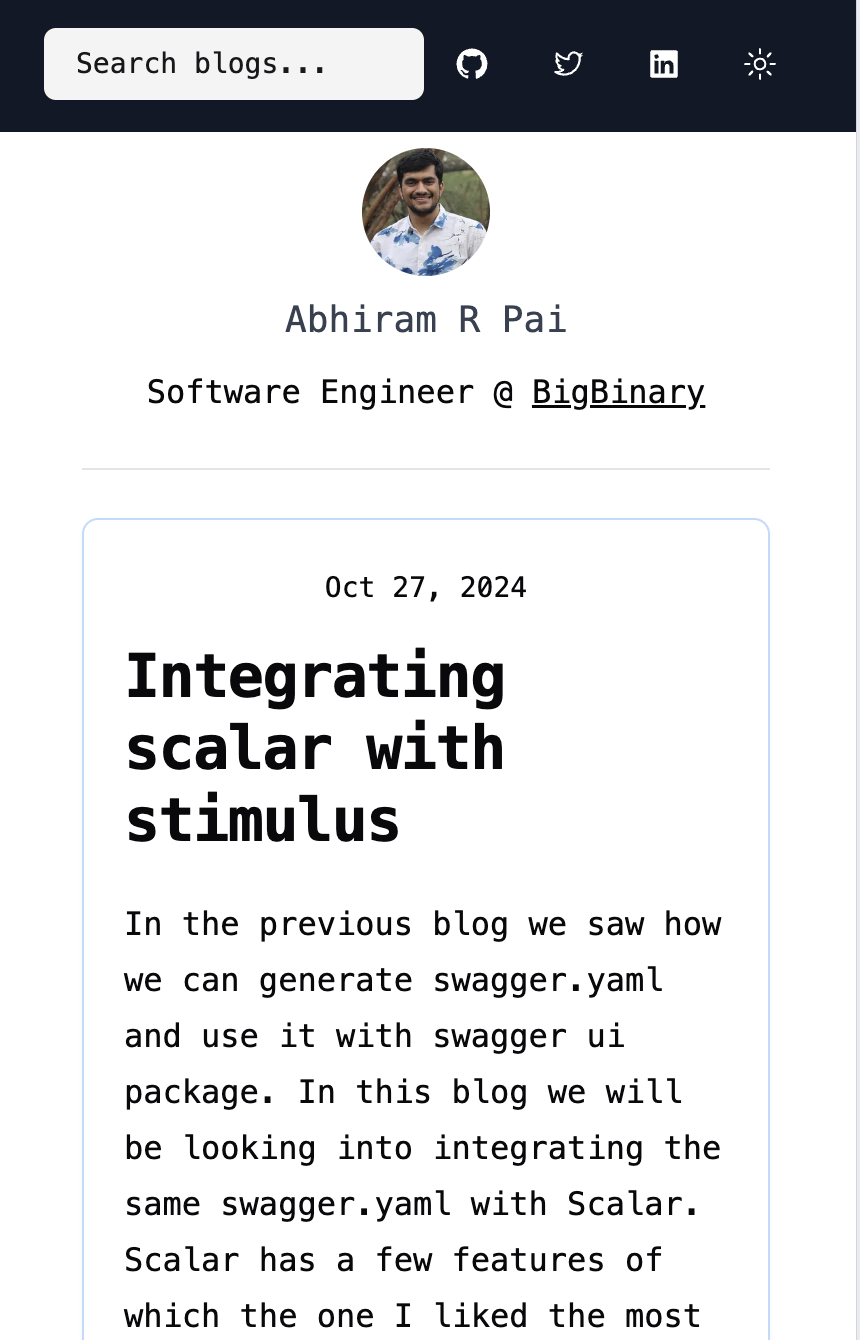 Search blogs...
Abhiram R Pai
Software Engineer @ BigBinary
Oct 27, 2024
Integrating
scalar with
stimulus
In the previous blog we saw how
we can generate swagger.yaml
and use it with swagger ui
package. In this blog we will
be looking into integrating the
same swagger.yaml with Scalar.
Scalar has a few features of
which the one I liked the most